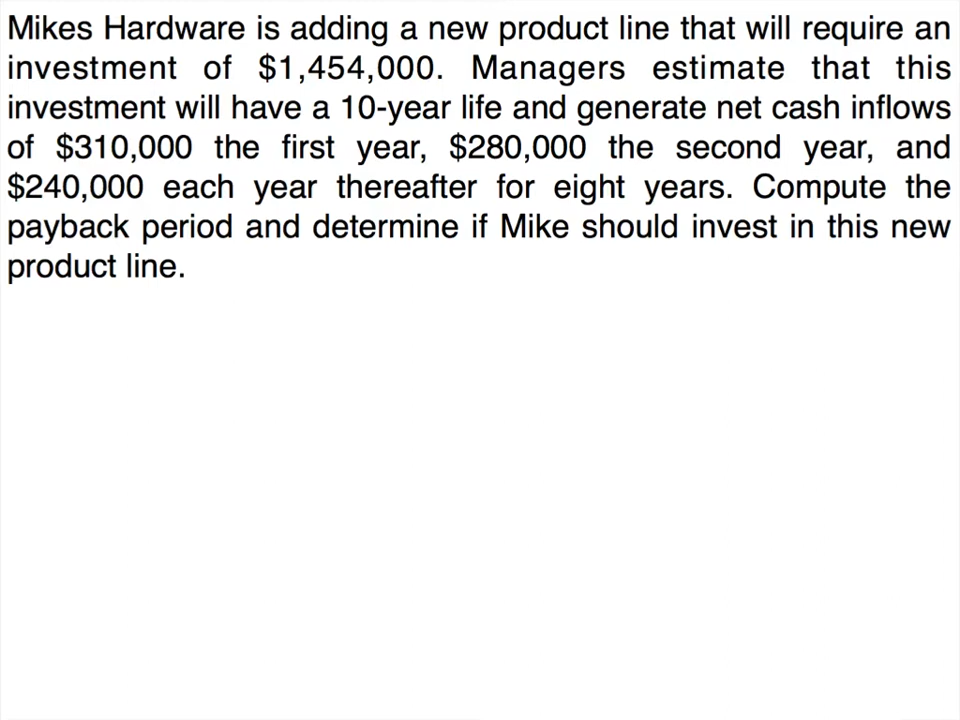 Mikes Hardware is adding a new product line that will require an
investment of $1,454,000. Managers estimate that this
investment will have a 10-year life and generate net cash inflows
of $310,000 the first year, $280,000 the second year, and
$240,000 each year thereafter for eight years. Compute the
payback period and determine if Mike should invest in this new
product line.